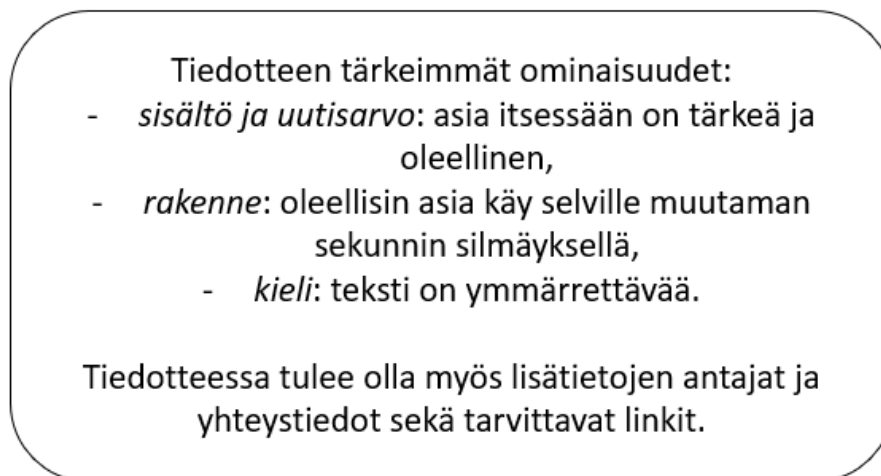 Tiedotteen tärkeimmät ominaisuudet:
- sisältö ja uutisarvo: asia itsessään on tärkeä ja
oleellinen,
- rakenne: oleellisin asia käy selville muutaman
sekunnin silmäyksellä,
- kieli: teksti on ymmärrettävää.
Tiedotteessa tulee olla myös lisätietojen antajat ja
yhteystiedot sekä tarvittavat linkit.